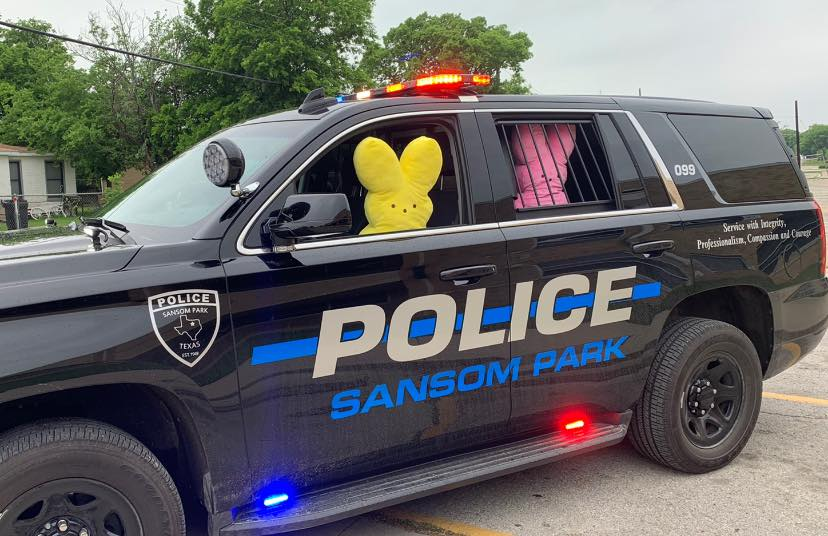 099
Service with Integrity,
Professionalism, Compassion and Courage
POLICE
SANSOM PARK
TEXAS
POLICE
SANSOM PARK